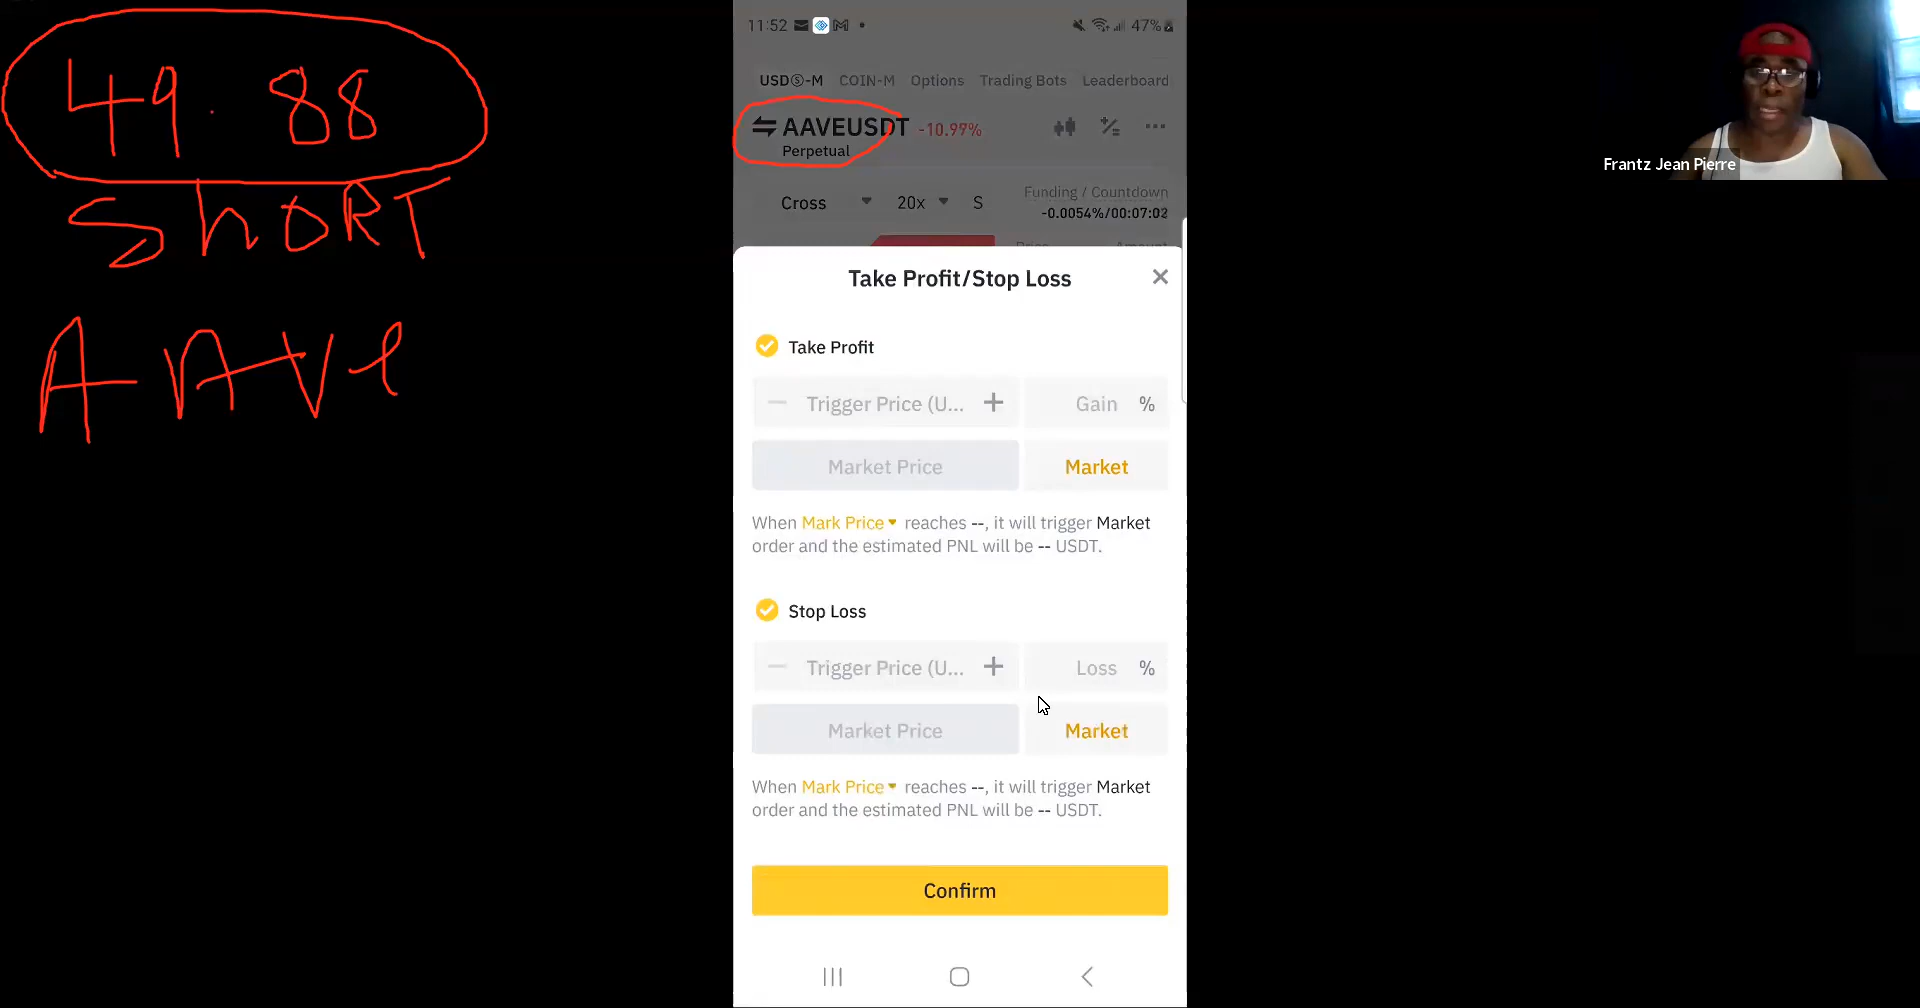 49.88
ShORT
AAVe
11:52
47%
USDⓢ-M COIN-M Options Trading Bots Leaderboard
AAVEUSDT -10.97%
Perpetual
Cross 20x S
Funding / Countdown
-0.0054%/00:07:02
Price Amount
Take Profit/Stop Loss
Take Profit
Trigger Price (U... Gain %
Market Price Market
When Mark Price reaches --, it will trigger Market
order and the estimated PNL will be -- USDT.
Stop Loss
Trigger Price (U... Loss %
Market Price Market
When Mark Price reaches --, it will trigger Market
order and the estimated PNL will be -- USDT.
Confirm
Frantz Jean Pierre